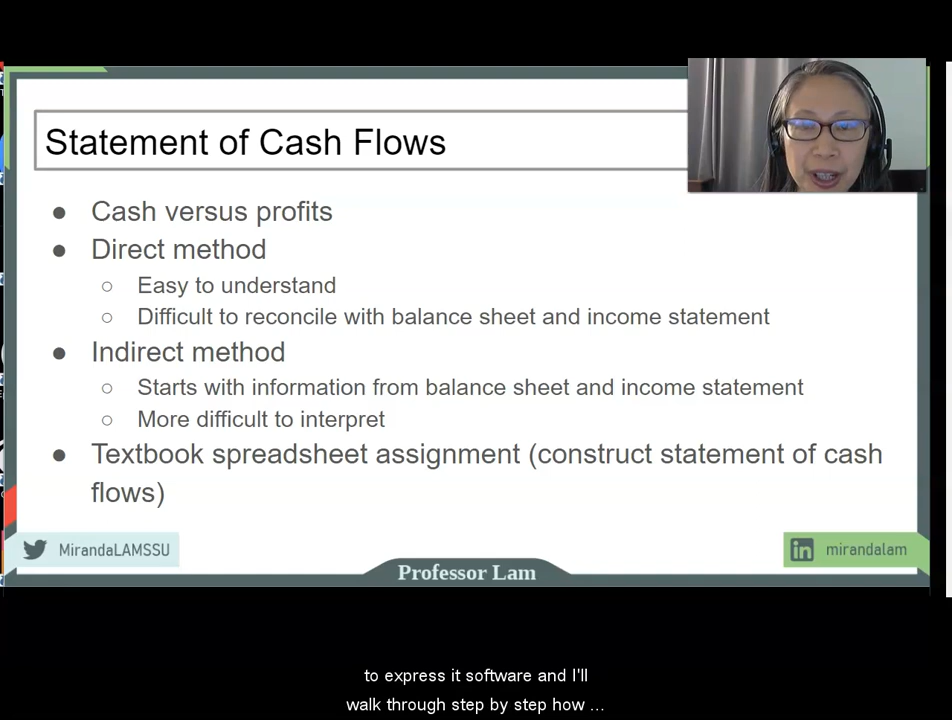 Statement of Cash Flows
● Cash versus profits
● Direct method
○ Easy to understand
○ Difficult to reconcile with balance sheet and income statement
● Indirect method
○ Starts with information from balance sheet and income statement
○ More difficult to interpret
● Textbook spreadsheet assignment (construct statement of cash
flows)
MirandaLAMSSU
in mirandalam
Professor Lam
to express it software and I'll
walk through step by step how ...